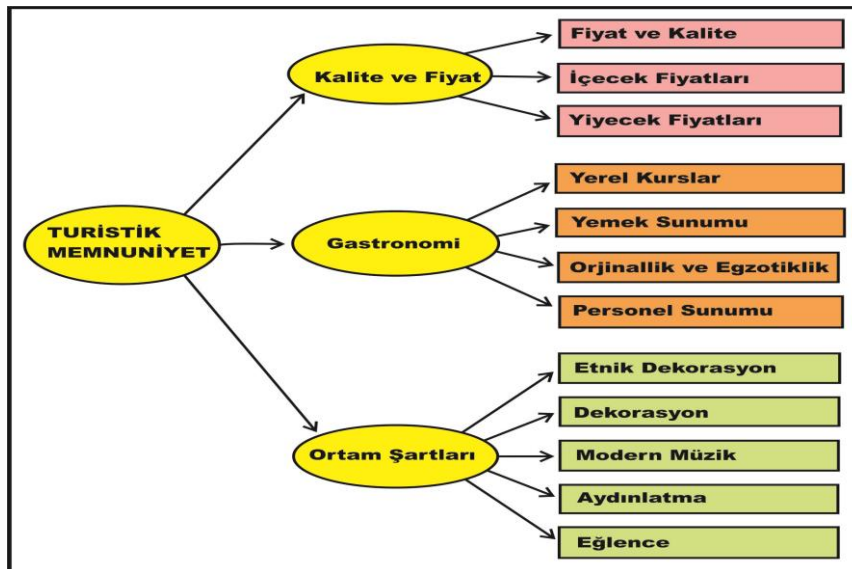 TURİSTİK
MEMNUNİYET
Kalite ve Fiyat
Fiyat ve Kalite
İçecek Fiyatları
Yiyecek Fiyatları
Gastronomi
Yerel Kurslar
Yemek Sunumu
Orjinallik ve Egzotiklik
Personel Sunumu
Ortam Şartları
Etnik Dekorasyon
Dekorasyon
Modern Müzik
Aydınlatma
Eğlence